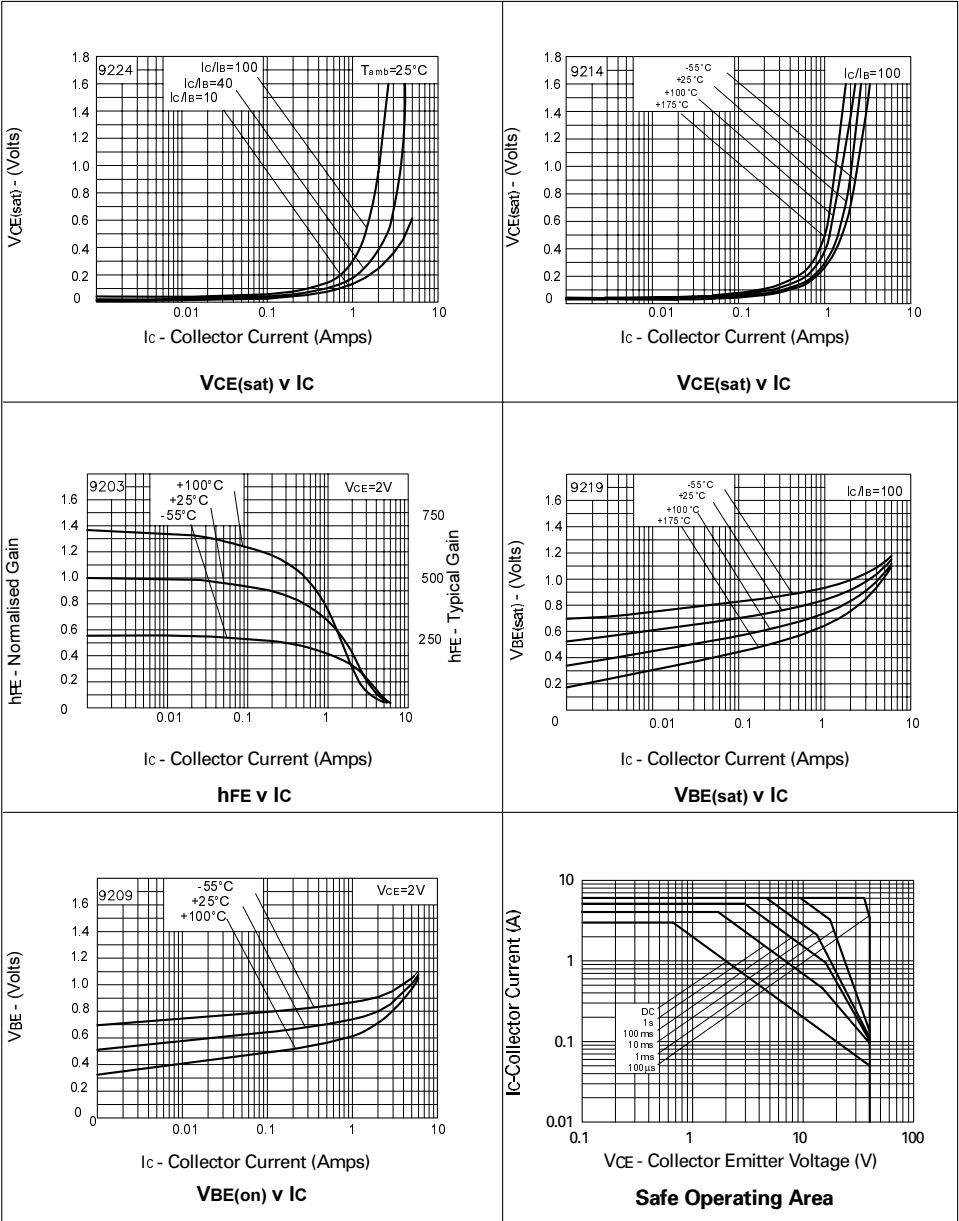 1.8
1.6
1.4
1.2
1.0
0.8
0.6
0.4
0.2
0
9224
IC/IB=100
IC/IB=40
IC/IB=10
Tamb=25°C
VCE(sat) - (Volts)
0.01
0.1
1
10
IC - Collector Current (Amps)
VCE(sat) v IC
1.8
1.6
1.4
1.2
1.0
0.8
0.6
0.4
0.2
0
9214
-55°C
+25°C
+100°C
+175°C
IC/IB=100
VCE(sat) - (Volts)
0.01
0.1
1
10
IC - Collector Current (Amps)
VCE(sat) v IC
1.6
1.4
1.2
1.0
0.8
0.6
0.4
0.2
0
9203
+100°C
+25°C
-55°C
VCE=2V
750
500
250
hFE - Normalised Gain
hFE - Typical Gain
0.01
0.1
1
10
IC - Collector Current (Amps)
hFE v IC
1.6
1.4
1.2
1.0
0.8
0.6
0.4
0.2
0
9219
-55°C
+25°C
+100°C
+175°C
IC/IB=100
VBE(sat) - (Volts)
0.01
0.1
1
10
IC - Collector Current (Amps)
VBE(sat) v IC
1.6
1.4
1.2
1.0
0.8
0.6
0.4
0.2
0
9209
-55°C
+25°C
+100°C
VCE=2V
VBE - (Volts)
0
0.01
0.1
1
10
IC - Collector Current (Amps)
VBE(on) v IC
10
1
0.1
0.01
DC
1s
100ms
10ms
1ms
100µs
IC-Collector Current (A)
0.1
1
10
100
VCE - Collector Emitter Voltage (V)
Safe Operating Area